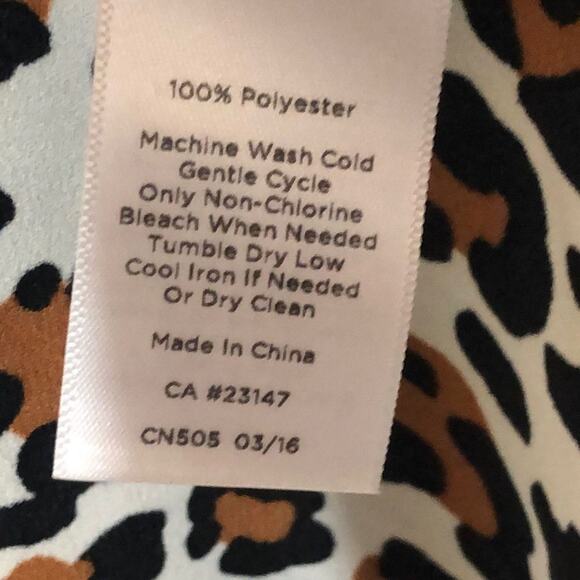 100% Polyester
Machine Wash Cold
Gentle Cycle
Only Non-Chlorine
Bleach When Needed
Tumble Dry Low
Cool Iron If Needed
Or Dry Clean
Made In China
CA #23147
CN505 03/16